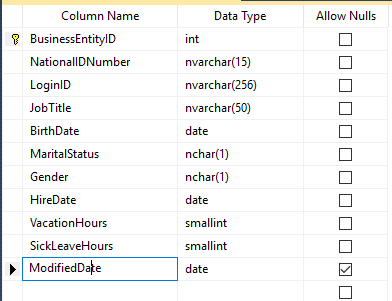 Column Name Data Type Allow Nulls
BusinessEntityID int
NationalIDNumber nvarchar(15)
LoginID nvarchar(256)
JobTitle nvarchar(50)
BirthDate date
MaritalStatus nchar(1)
Gender nchar(1)
HireDate date
VacationHours smallint
SickLeaveHours smallint
ModifiedDate date